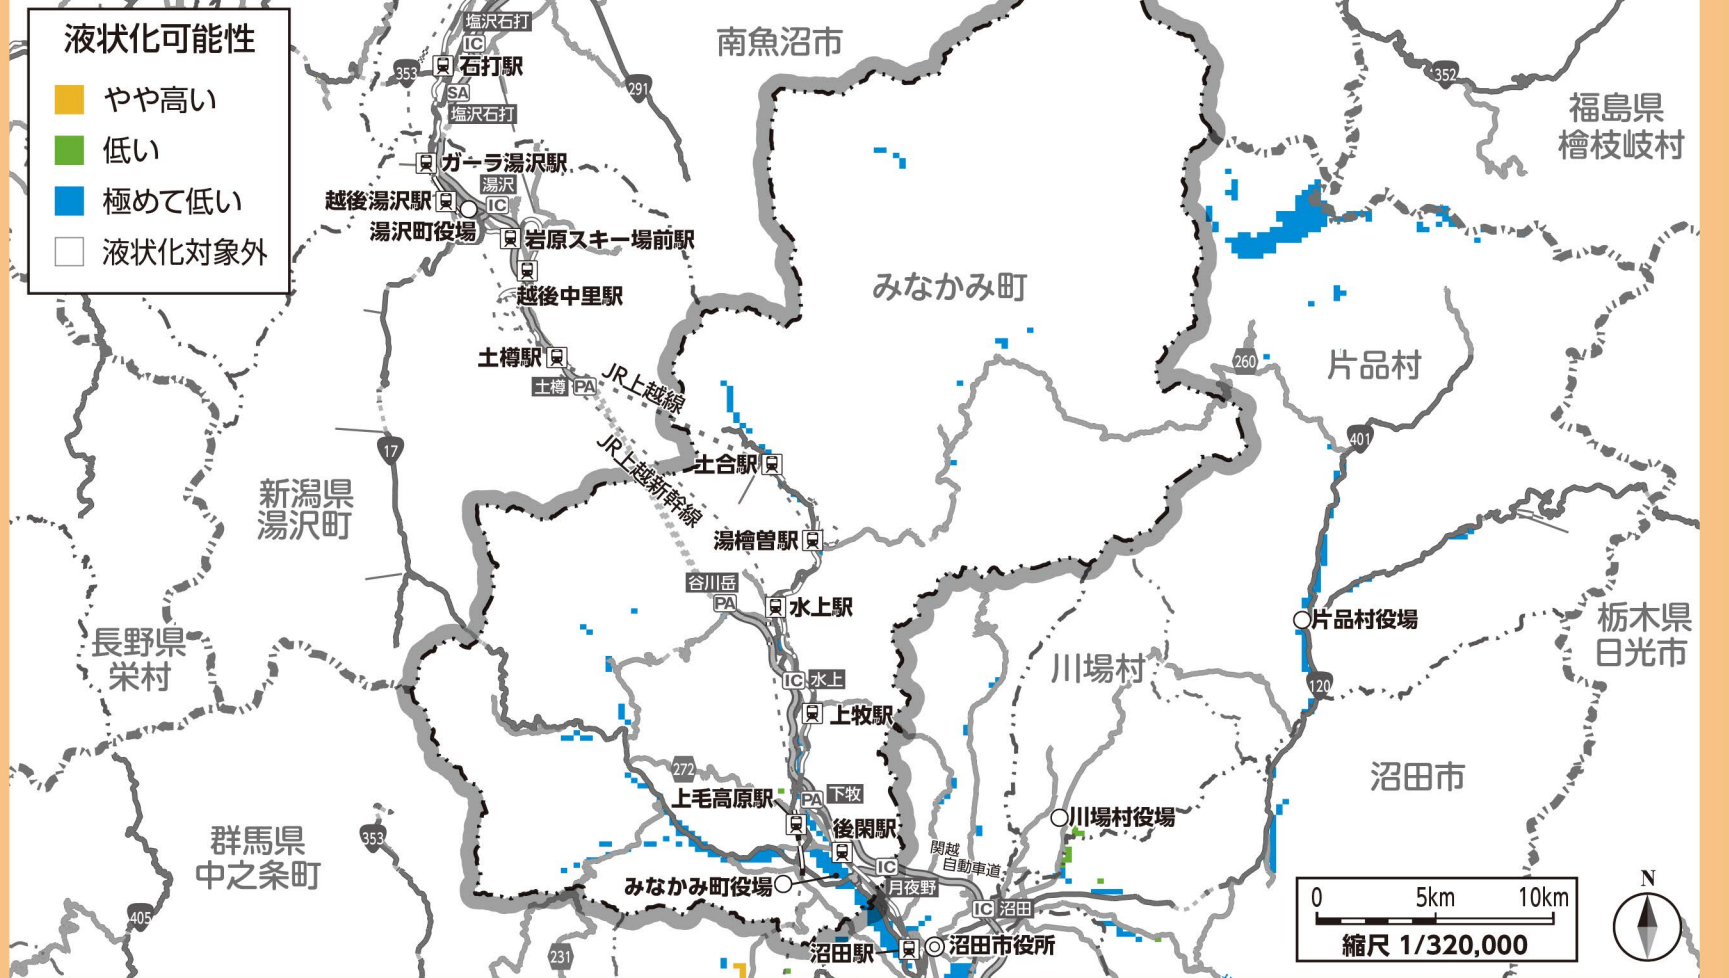 液状化可能性
やや高い
低い
極めて低い
液状化対象外
塩沢石打
IC
石打駅
353
SA
塩沢石打
291
南魚沼市
352
福島県
檜枝岐村
ガーラ湯沢駅
湯沢
IC
越後湯沢駅
湯沢町役場
岩原スキー場前駅
越後中里駅
みなかみ町
土樽駅
土樽 PA
JR上越線
JR上越新幹線
260
片品村
401
17
土合駅
新潟県
湯沢町
湯檜曽駅
谷川岳
PA
水上駅
片品村役場
栃木県
日光市
長野県
栄村
川場村
IC 水上
120
上牧駅
272
沼田市
上毛高原駅
PA 下牧
川場村役場
後閑駅
群馬県
中之条町
353
関越
自動車道
IC
月夜野
みなかみ町役場
405
IC 沼田
231
沼田駅
沼田市役所
0 5km 10km
縮尺 1/320,000
N